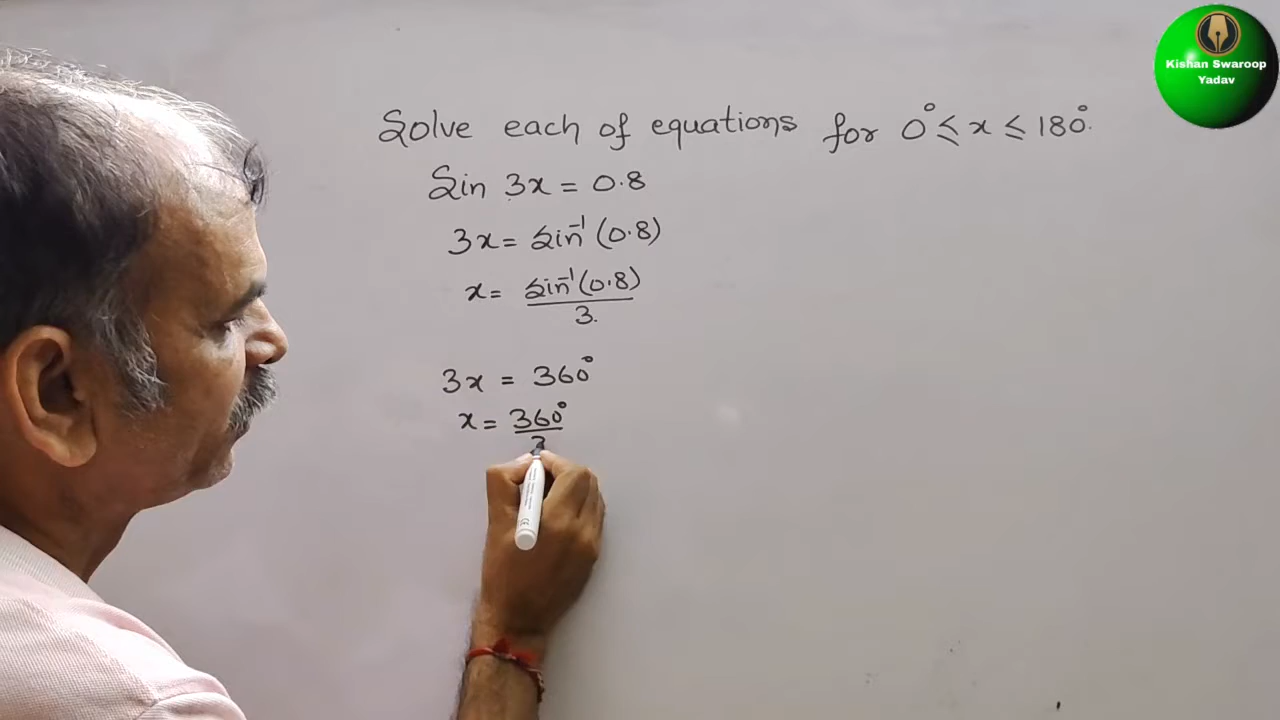 Kishan Swaroop
Yadav
Solve each of equations for 0° ≤ x ≤ 180°.
Sin 3x = 0.8
3x = sin⁻¹ (0.8)
x = sin⁻¹(0.8)
3.
3x = 360°
x = 360°
3